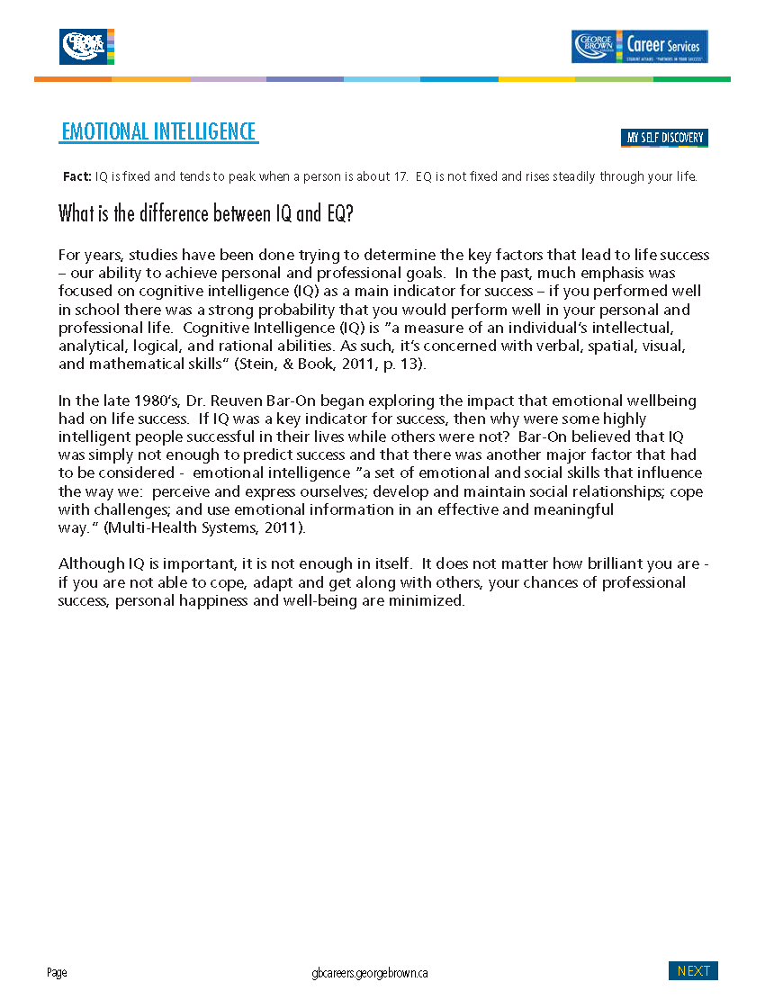 GEORGE BROWN
GEORGE
BROWN
Career Services
STUDENT AFFAIRS: "PARTNERS IN YOUR SUCCESS"
EMOTIONAL INTELLIGENCE
MY SELF DISCOVERY
Fact: IQ is fixed and tends to peak when a person is about 17.  EQ is not fixed and rises steadily through your life.
What is the difference between IQ and EQ?
For years, studies have been done trying to determine the key factors that lead to life success
– our ability to achieve personal and professional goals.  In the past, much emphasis was
focused on cognitive intelligence (IQ) as a main indicator for success – if you performed well
in school there was a strong probability that you would perform well in your personal and
professional life.  Cognitive Intelligence (IQ) is "a measure of an individual's intellectual,
analytical, logical, and rational abilities. As such, it's concerned with verbal, spatial, visual,
and mathematical skills" (Stein, & Book, 2011, p. 13).
In the late 1980's, Dr. Reuven Bar-On began exploring the impact that emotional wellbeing
had on life success.  If IQ was a key indicator for success, then why were some highly
intelligent people successful in their lives while others were not?  Bar-On believed that IQ
was simply not enough to predict success and that there was another major factor that had
to be considered -  emotional intelligence "a set of emotional and social skills that influence
the way we:  perceive and express ourselves; develop and maintain social relationships; cope
with challenges; and use emotional information in an effective and meaningful
way." (Multi-Health Systems, 2011).
Although IQ is important, it is not enough in itself.  It does not matter how brilliant you are -
if you are not able to cope, adapt and get along with others, your chances of professional
success, personal happiness and well-being are minimized.
Page
gbcareers.georgebrown.ca
NEXT